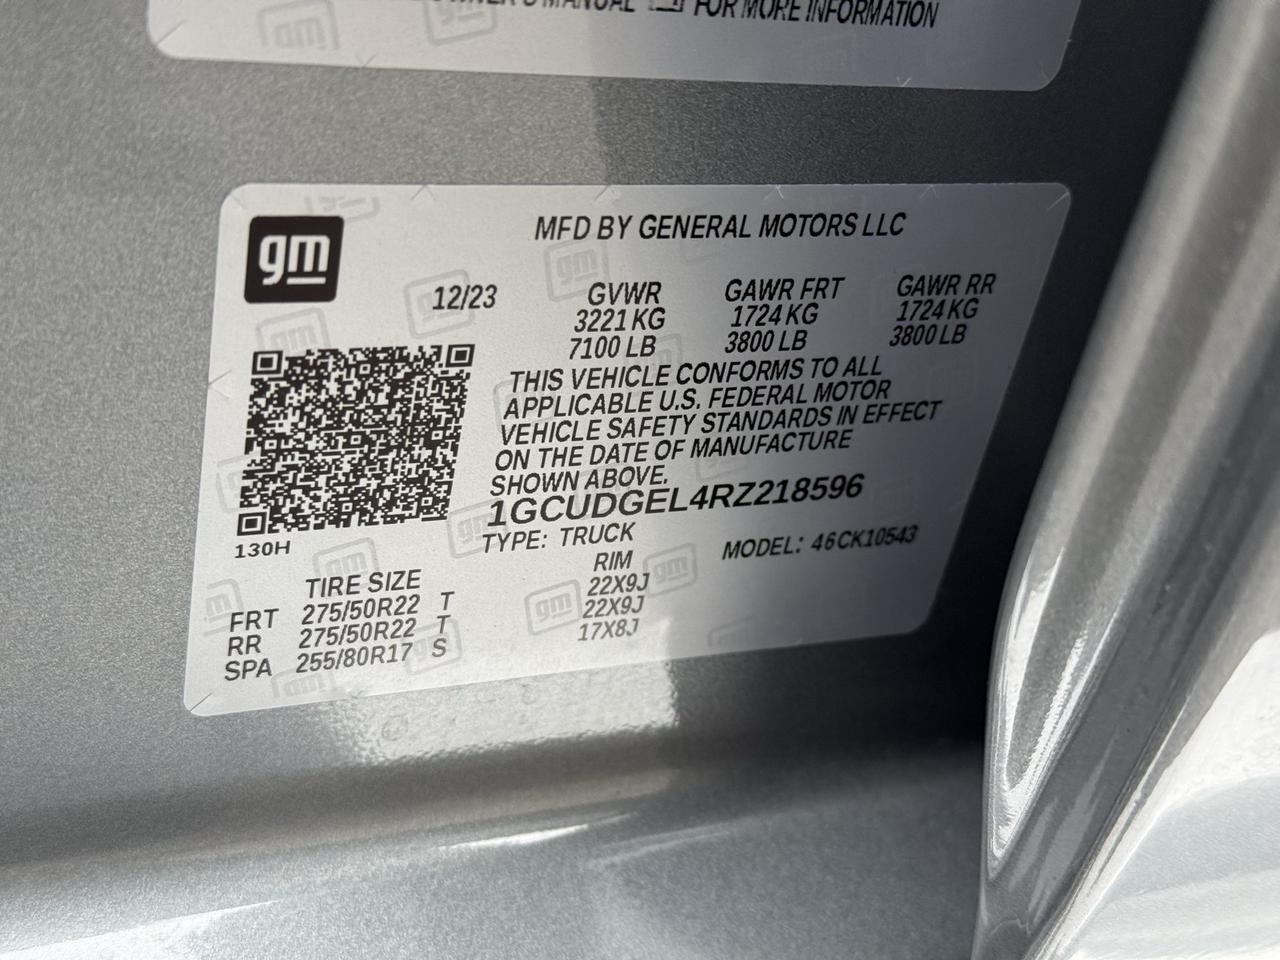 OWNER'S MANUAL FOR MORE INFORMATION
gm
MFD BY GENERAL MOTORS LLC
12/23
GVWR GAWR FRT GAWR RR
3221 KG 1724 KG 1724 KG
7100 LB 3800 LB 3800 LB
THIS VEHICLE CONFORMS TO ALL
APPLICABLE U.S. FEDERAL MOTOR
VEHICLE SAFETY STANDARDS IN EFFECT
ON THE DATE OF MANUFACTURE
SHOWN ABOVE.
1GCUDGEL4RZ218596
TYPE: TRUCK MODEL: 46CK10543
130H
TIRE SIZE RIM
FRT 275/50R22 T 22X9J
RR 275/50R22 T 22X9J
SPA 255/80R17 S 17X8J